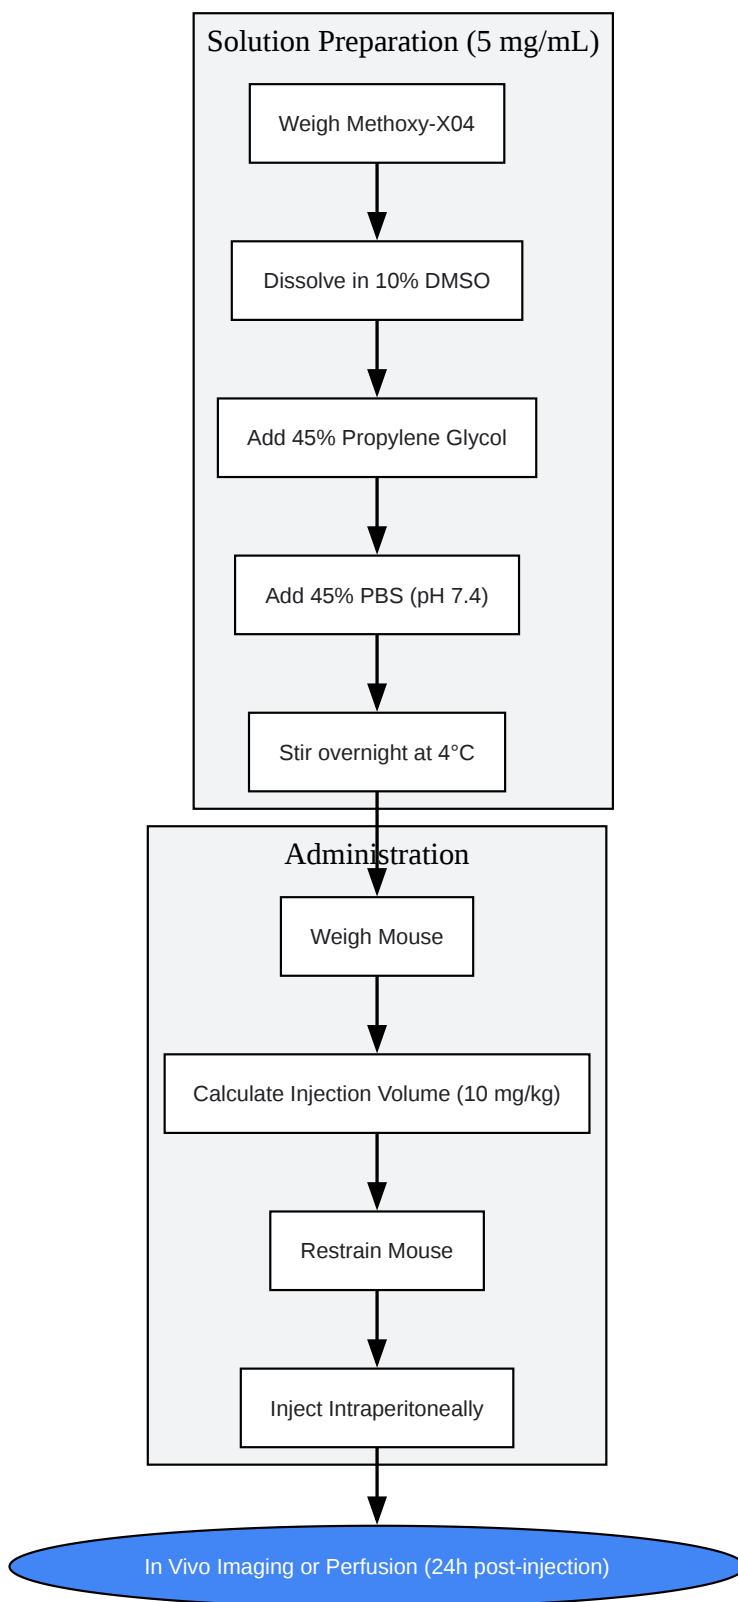 Solution Preparation (5 mg/mL)
Weigh Methoxy-X04
Dissolve in 10% DMSO
Add 45% Propylene Glycol
Add 45% PBS (pH 7.4)
Stir overnight at 4°C
Administration
Weigh Mouse
Calculate Injection Volume (10 mg/kg)
Restrain Mouse
Inject Intraperitoneally
In Vivo Imaging or Perfusion (24h post-injection)